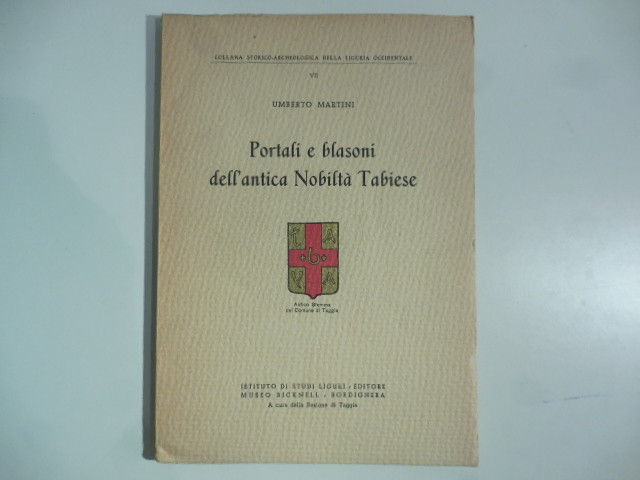 COLLANA STORICO-ARCHEOLOGICA DELLA LIGURIA OCCIDENTALE
UMBERTO MARTINI
Portali e blasoni
dell'antica Nobiltà Tabiese
t A
b
A
Antico Stemma
del Comune di Taggia
ISTITUTO DI STUDI LIGURI - EDITORE
MUSEO BICKNELL - BORDIGHERA
A cura della Sezione di Taggia